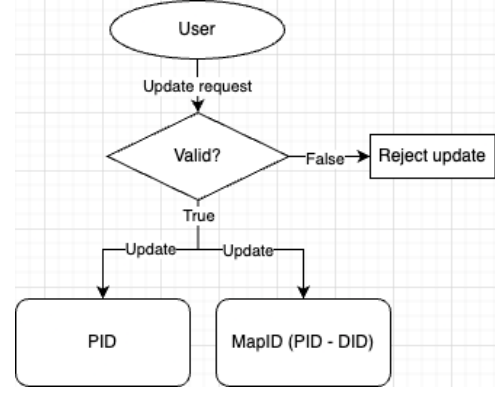 User
Update request
Valid?
False
Reject update
True
Update
Update
PID
MapID (PID - DID)